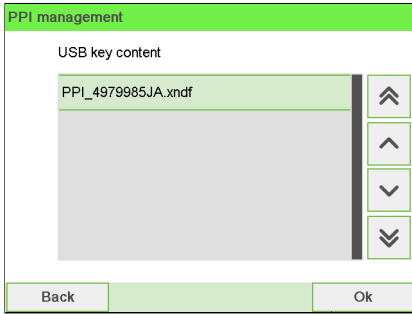 PPI management
USB key content
PPI_4979985JA.xndf
Back
Ok